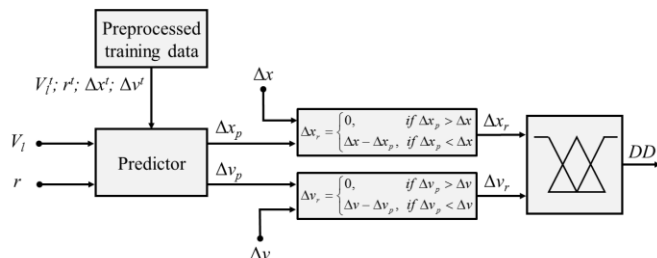 Preprocessed
training data
V_l^t; r^t; Δx^t; Δv^t
Δx
V_l
r
Predictor
Δx_p
Δv_p
Δx_r = { 0, if Δx_p > Δx
Δx − Δx_p, if Δx_p < Δx
Δx_r
Δv_r = { 0, if Δv_p > Δv
Δv − Δv_p, if Δv_p < Δv
Δv_r
DD
Δv